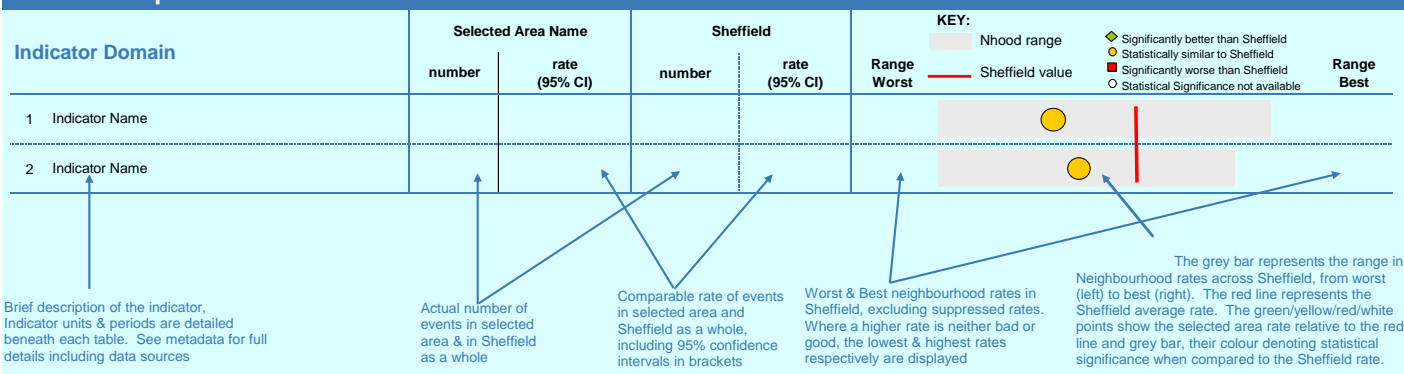 Indicator Domain
Selected Area Name
number
rate
(95% CI)
Sheffield
number
rate
(95% CI)
Range
Worst
KEY:
Nhood range
Sheffield value
Significantly better than Sheffield
Statistically similar to Sheffield
Significantly worse than Sheffield
Statistical Significance not available
Range
Best
1 Indicator Name
2 Indicator Name
Brief description of the indicator,
Indicator units & periods are detailed
beneath each table. See metadata for full
details including data sources
Actual number of
events in selected
area & in Sheffield
as a whole
Comparable rate of events
in selected area and
Sheffield as a whole,
including 95% confidence
intervals in brackets
Worst & Best neighbourhood rates in
Sheffield, excluding suppressed rates.
Where a higher rate is neither bad or
good, the lowest & highest rates
respectively are displayed
The grey bar represents the range in
Neighbourhood rates across Sheffield, from worst
(left) to best (right). The red line represents the
Sheffield average rate. The green/yellow/red/white
points show the selected area rate relative to the red
line and grey bar, their colour denoting statistical
significance when compared to the Sheffield rate.